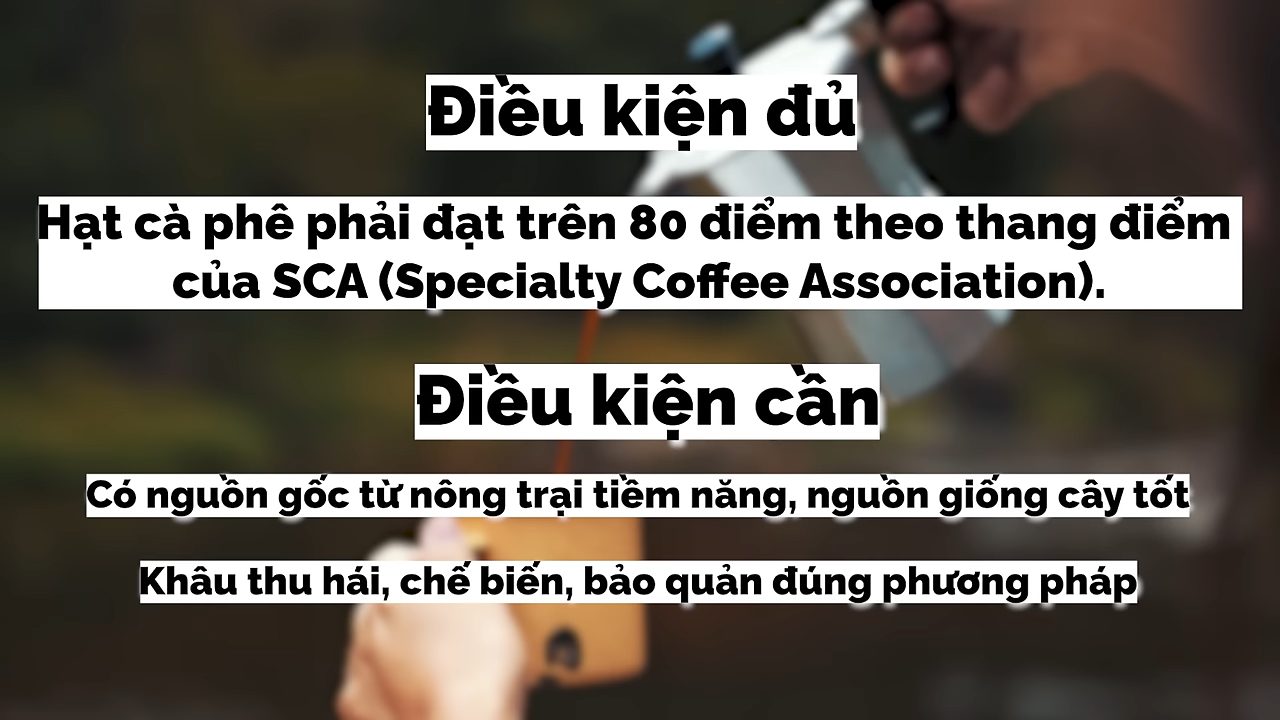 Điều kiện đủ
Hạt cà phê phải đạt trên 80 điểm theo thang điểm
của SCA (Specialty Coffee Association).
Điều kiện cần
Có nguồn gốc từ nông trại tiềm năng, nguồn giống cây tốt
Khâu thu hái, chế biến, bảo quản đúng phương pháp